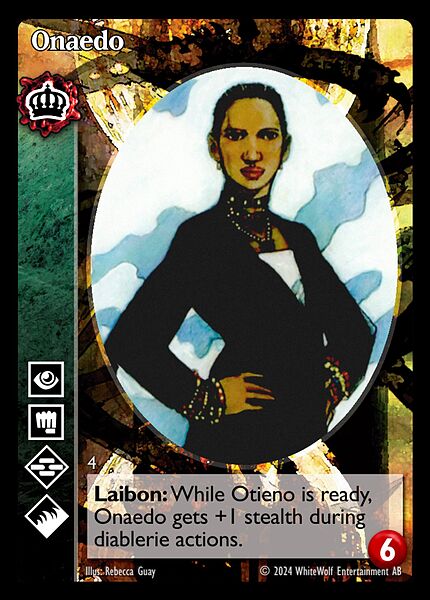 Onaedo
4
Laibon: While Otieno is ready,
Onaedo gets +1 stealth during
diablerie actions.
6
Illus: Rebecca Guay
© 2024 WhiteWolf Entertainment AB